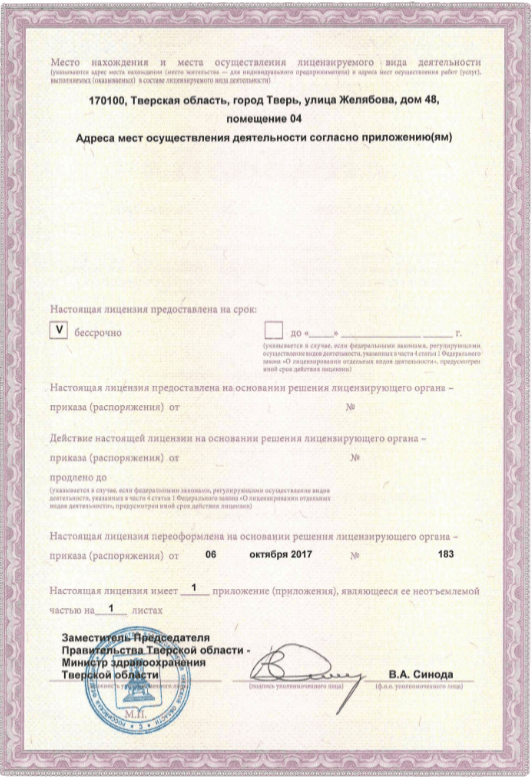 Место нахождения и места осуществления лицензируемого вида деятельности
(указываются адрес места нахождения (место жительства — для индивидуального предпринимателя) и адреса мест осуществления работ (услуг),
выполняемых (оказываемых) в составе лицензируемого вида деятельности)
170100, Тверская область, город Тверь, улица Желябова, дом 48,
помещение 04
Адреса мест осуществления деятельности согласно приложению(ям)
Настоящая лицензия предоставлена на срок:
V бессрочно до «_____» ____________________ г.
(указывается в случае, если федеральными законами, регулирующими
осуществление видов деятельности, указанных в части 4 статьи 1 Федерального
закона «О лицензировании отдельных видов деятельности», предусмотрен
иной срок действия лицензии)
Настоящая лицензия предоставлена на основании решения лицензирующего органа –
приказа (распоряжения) от №
Действие настоящей лицензии на основании решения лицензирующего органа –
приказа (распоряжения) от №
продлено до
(указывается в случае, если федеральными законами, регулирующими осуществление видов
деятельности, указанных в части 4 статьи 1 Федерального закона «О лицензировании отдельных
видов деятельности», предусмотрен иной срок действия лицензии)
Настоящая лицензия переоформлена на основании решения лицензирующего органа –
приказа (распоряжения) от 06 октября 2017 № 183
Настоящая лицензия имеет 1 приложение (приложения), являющееся ее неотъемлемой
частью на 1 листах
Заместитель Председателя
Правительства Тверской области -
Министр здравоохранения
Тверской области В.А. Синода
(подпись уполномоченного лица) (ф.и.о. уполномоченного лица)
М.П.